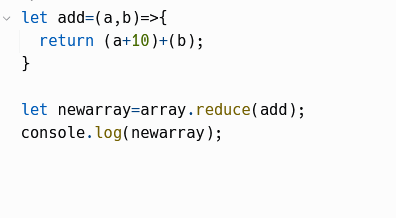 let add=(a,b)=>{
return (a+10)+(b);
}
let newarray=array.reduce(add);
console.log(newarray);